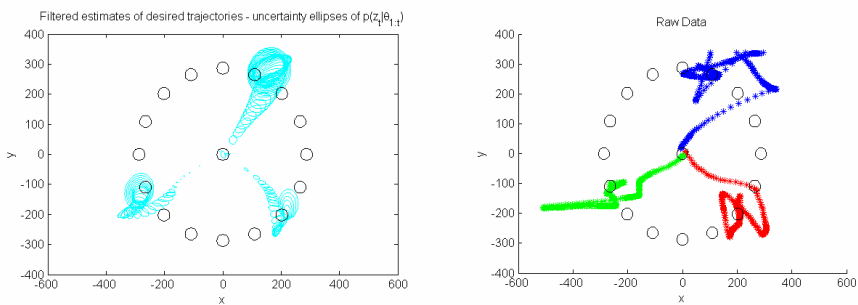 Filtered estimates of desired trajectories - uncertainty ellipses of p(z_t|θ_1:t)
400
300
200
100
0
-100
-200
-300
-400
y
-600 -400 -200 0 200 400 600
x
Raw Data
400
300
200
100
0
-100
-200
-300
-400
y
-600 -400 -200 0 200 400 600
x